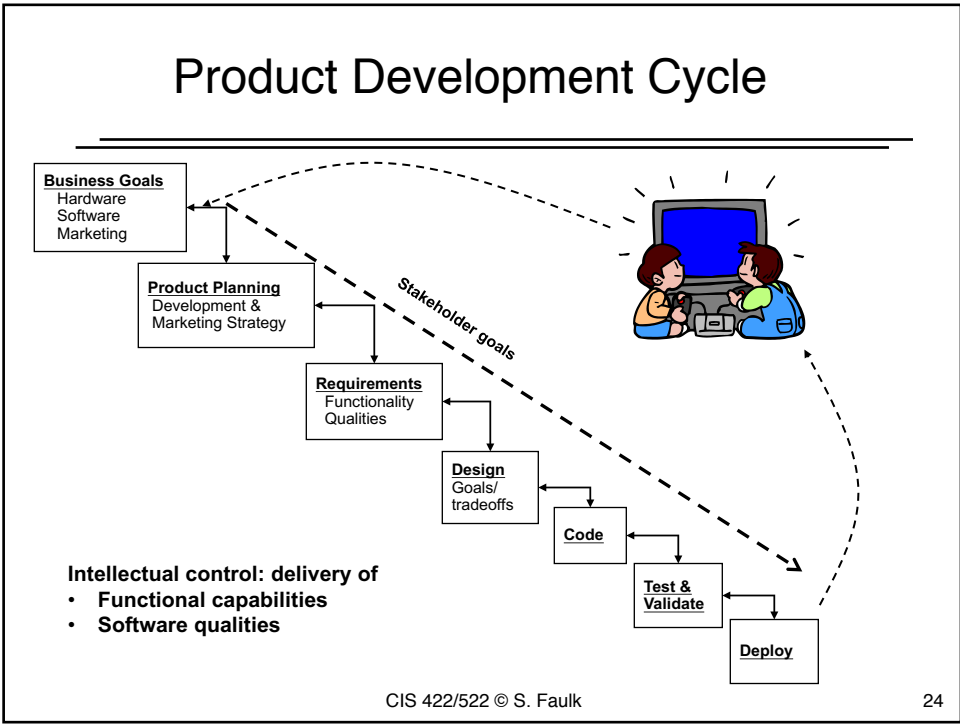 Product Development Cycle
Business Goals
Hardware
Software
Marketing
Product Planning
Development &
Marketing Strategy
Stakeholder goals
Requirements
Functionality
Qualities
Design
Goals/
tradeoffs
Code
Test &
Validate
Deploy
Intellectual control: delivery of
• Functional capabilities
• Software qualities
CIS 422/522 © S. Faulk
24